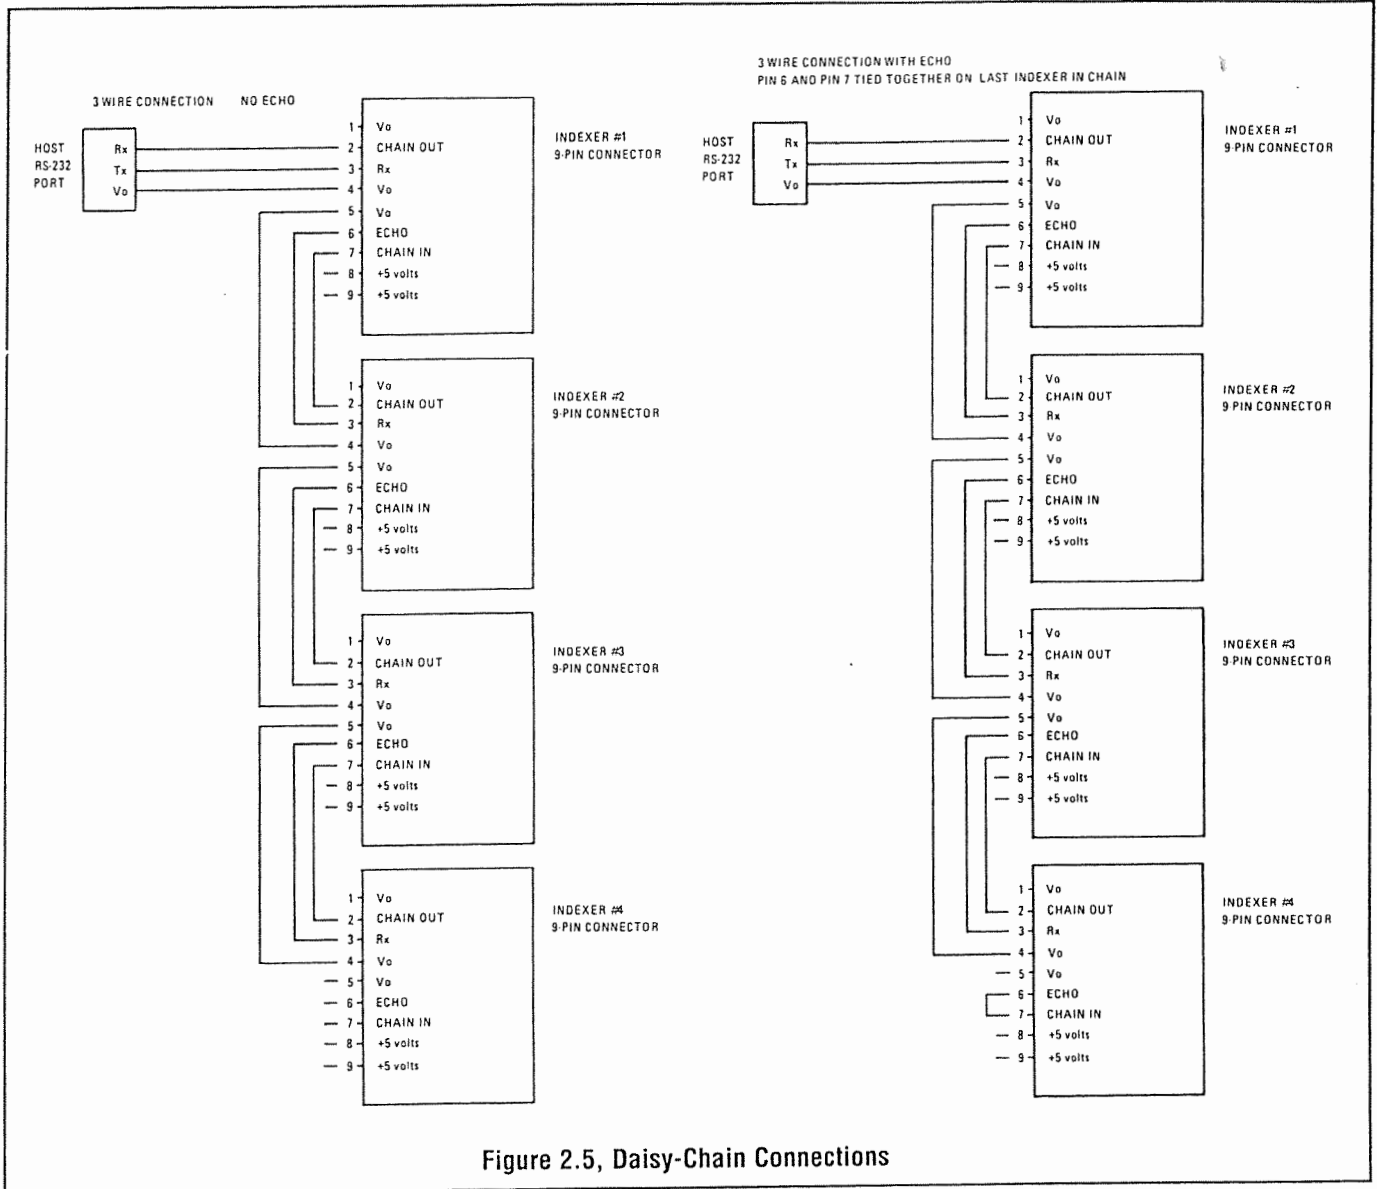 3 WIRE CONNECTION NO ECHO
HOST
RS-232
PORT
Rx
Tx
Vo
1 Vo
2 CHAIN OUT
3 Rx
4 Vo
5 Vo
6 ECHO
7 CHAIN IN
8 +5 volts
9 +5 volts
INDEXER #1
9-PIN CONNECTOR
1 Vo
2 CHAIN OUT
3 Rx
4 Vo
5 Vo
6 ECHO
7 CHAIN IN
8 +5 volts
9 +5 volts
INDEXER #2
9-PIN CONNECTOR
1 Vo
2 CHAIN OUT
3 Rx
4 Vo
5 Vo
6 ECHO
7 CHAIN IN
8 +5 volts
9 +5 volts
INDEXER #3
9-PIN CONNECTOR
1 Vo
2 CHAIN OUT
3 Rx
4 Vo
5 Vo
6 ECHO
7 CHAIN IN
8 +5 volts
9 +5 volts
INDEXER #4
9-PIN CONNECTOR
3 WIRE CONNECTION WITH ECHO
PIN 6 AND PIN 7 TIED TOGETHER ON LAST INDEXER IN CHAIN
HOST
RS-232
PORT
Rx
Tx
Vo
1 Vo
2 CHAIN OUT
3 Rx
4 Vo
5 Vo
6 ECHO
7 CHAIN IN
8 +5 volts
9 +5 volts
INDEXER #1
9-PIN CONNECTOR
1 Vo
2 CHAIN OUT
3 Rx
4 Vo
5 Vo
6 ECHO
7 CHAIN IN
8 +5 volts
9 +5 volts
INDEXER #2
9-PIN CONNECTOR
1 Vo
2 CHAIN OUT
3 Rx
4 Vo
5 Vo
6 ECHO
7 CHAIN IN
8 +5 volts
9 +5 volts
INDEXER #3
9-PIN CONNECTOR
1 Vo
2 CHAIN OUT
3 Rx
4 Vo
5 Vo
6 ECHO
7 CHAIN IN
8 +5 volts
9 +5 volts
INDEXER #4
9-PIN CONNECTOR
Figure 2.5, Daisy-Chain Connections